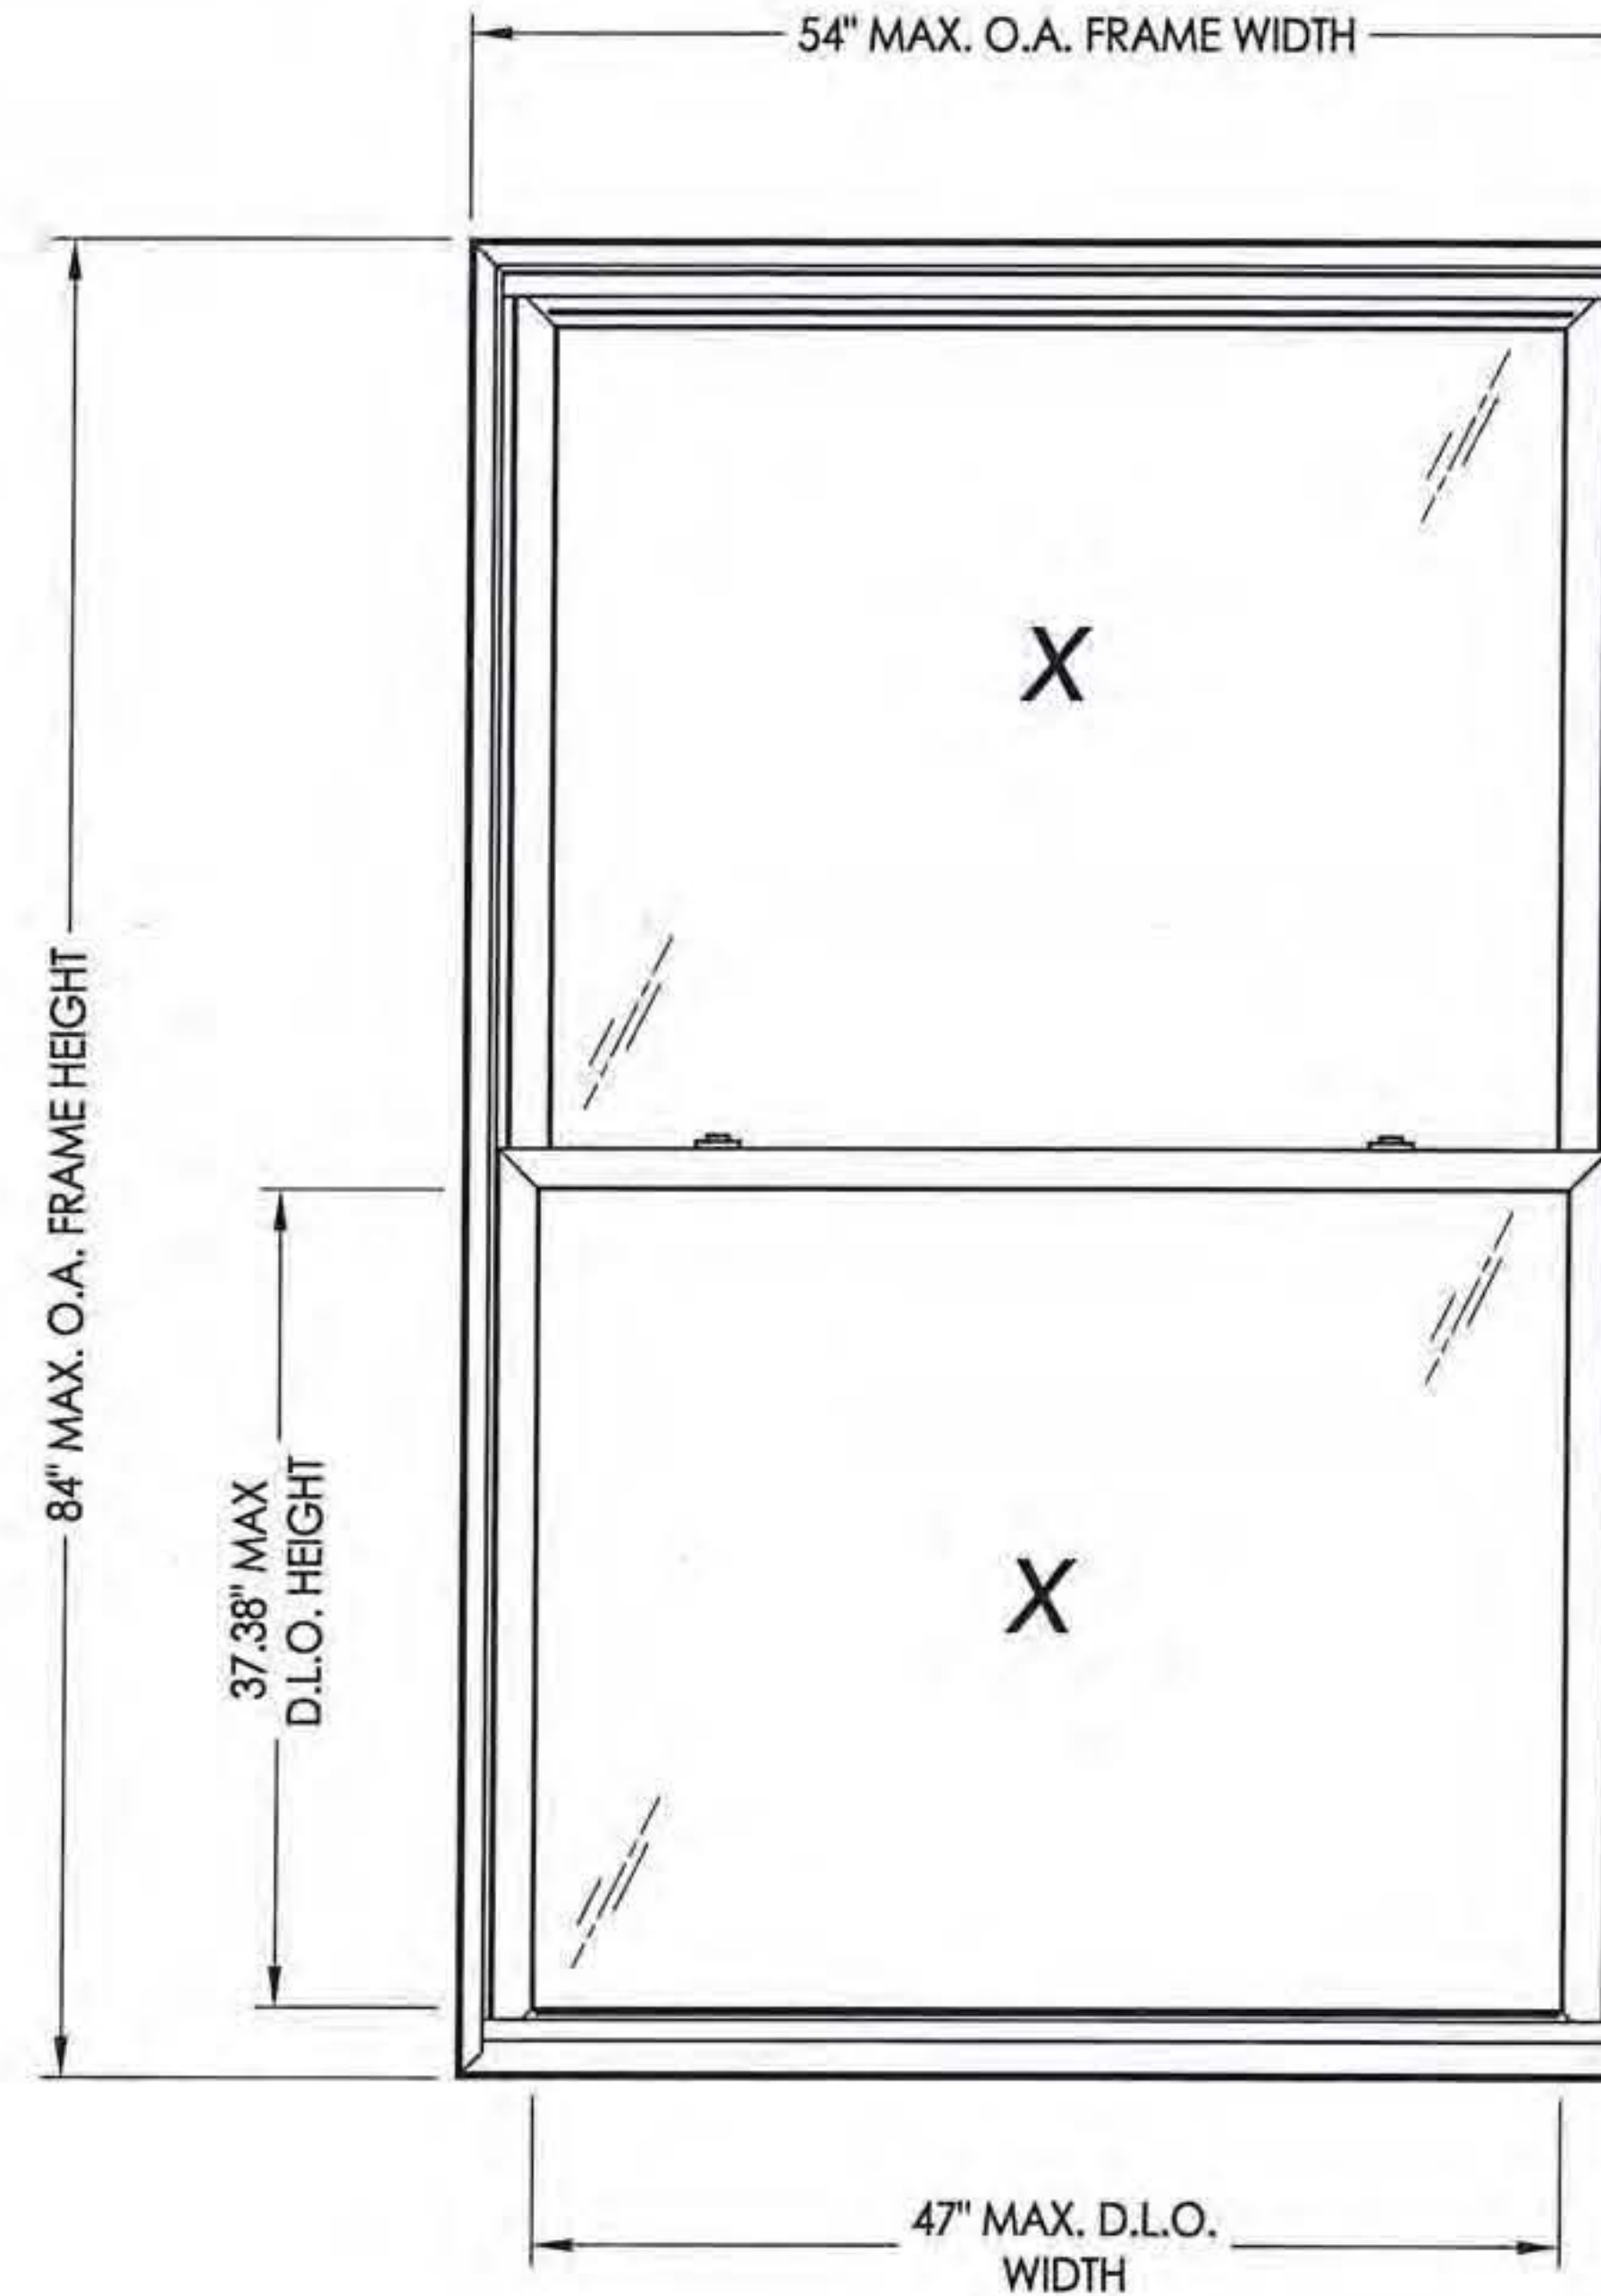 54" MAX. O.A. FRAME WIDTH
X
84" MAX. O.A. FRAME HEIGHT
37.38" MAX
D.L.O. HEIGHT
X
47" MAX. D.L.O.
WIDTH